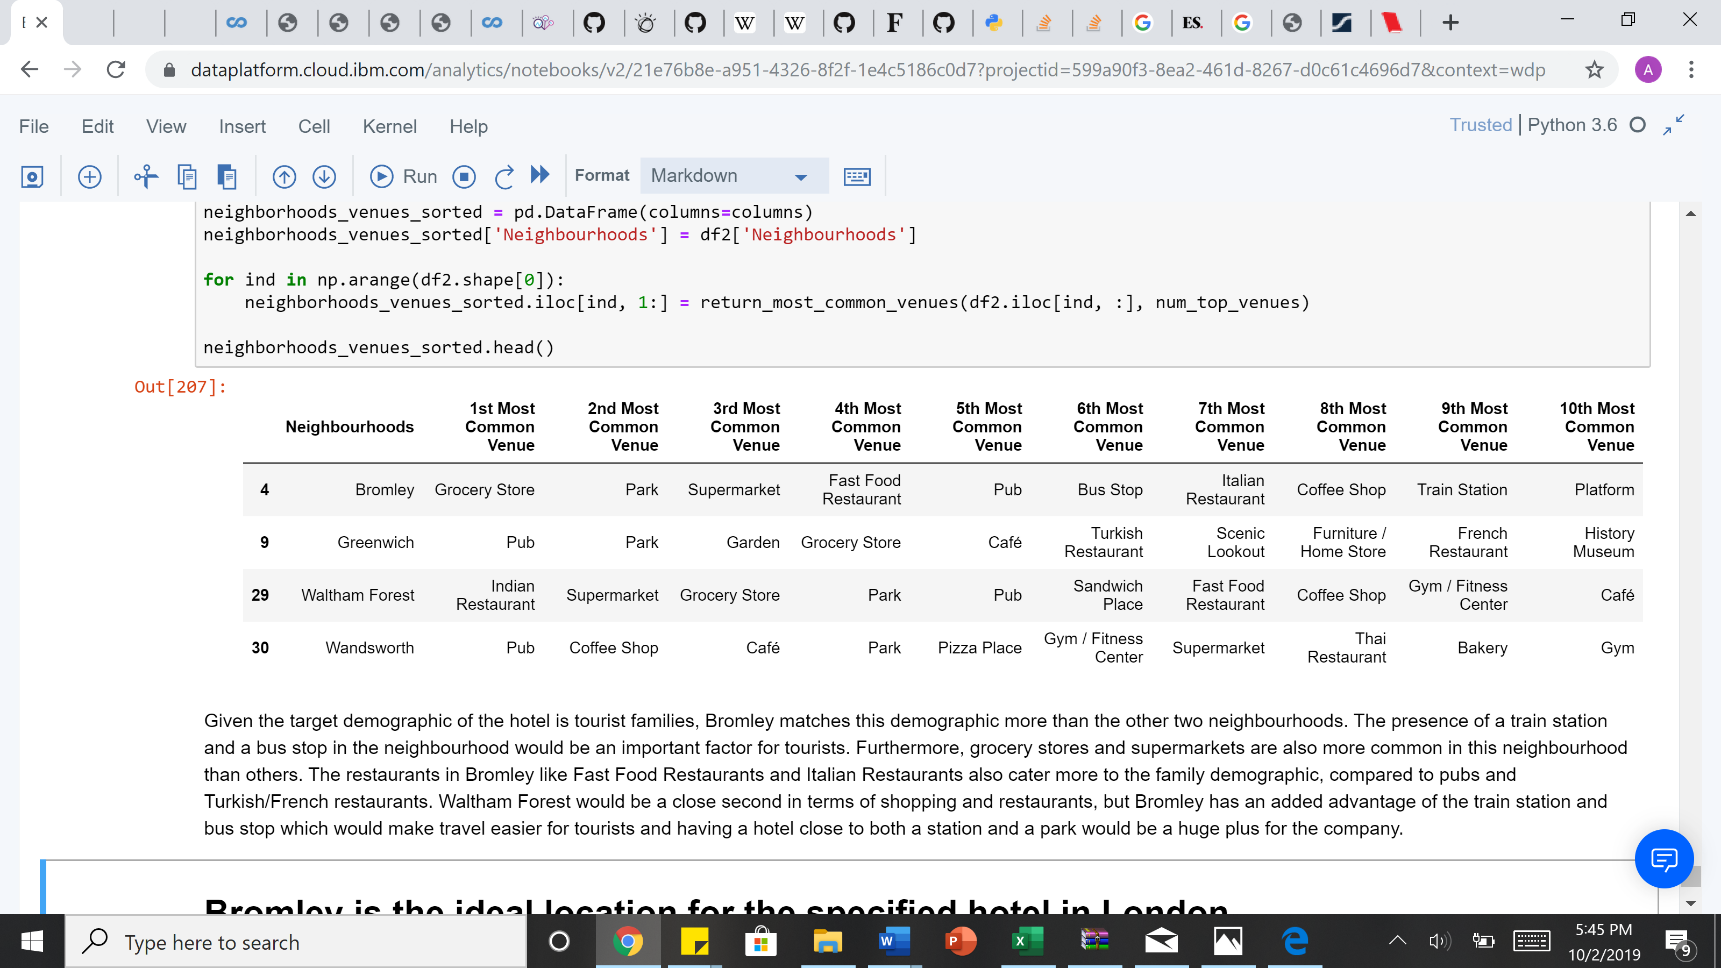 dataplatform.cloud.ibm.com/analytics/notebooks/v2/21e76b8e-a951-4326-8f2f-1e4c5186c0d7?projectid=599a90f3-8ea2-461d-8267-d0c61c4696d7&context=wdp
A
File Edit View Insert Cell Kernel Help
Trusted | Python 3.6
Run Format Markdown
neighborhoods_venues_sorted = pd.DataFrame(columns=columns)
neighborhoods_venues_sorted['Neighbourhoods'] = df2['Neighbourhoods']
for ind in np.arange(df2.shape[0]):
neighborhoods_venues_sorted.iloc[ind, 1:] = return_most_common_venues(df2.iloc[ind, :], num_top_venues)
neighborhoods_venues_sorted.head()
Out[207]:
Neighbourhoods 1st Most Common Venue 2nd Most Common Venue 3rd Most Common Venue 4th Most Common Venue 5th Most Common Venue 6th Most Common Venue 7th Most Common Venue 8th Most Common Venue 9th Most Common Venue 10th Most Common Venue
4 Bromley Grocery Store Park Supermarket Fast Food Restaurant Pub Bus Stop Italian Restaurant Coffee Shop Train Station Platform
9 Greenwich Pub Park Garden Grocery Store Café Turkish Restaurant Scenic Lookout Furniture / Home Store French Restaurant History Museum
29 Waltham Forest Indian Restaurant Supermarket Grocery Store Park Pub Sandwich Place Fast Food Restaurant Coffee Shop Gym / Fitness Center Café
30 Wandsworth Pub Coffee Shop Café Park Pizza Place Gym / Fitness Center Supermarket Thai Restaurant Bakery Gym
Given the target demographic of the hotel is tourist families, Bromley matches this demographic more than the other two neighbourhoods. The presence of a train station
and a bus stop in the neighbourhood would be an important factor for tourists. Furthermore, grocery stores and supermarkets are also more common in this neighbourhood
than others. The restaurants in Bromley like Fast Food Restaurants and Italian Restaurants also cater more to the family demographic, compared to pubs and
Turkish/French restaurants. Waltham Forest would be a close second in terms of shopping and restaurants, but Bromley has an added advantage of the train station and
bus stop which would make travel easier for tourists and having a hotel close to both a station and a park would be a huge plus for the company.
Bromley is the ideal location for the specified hotel in London
Type here to search
5:45 PM
10/2/2019
9